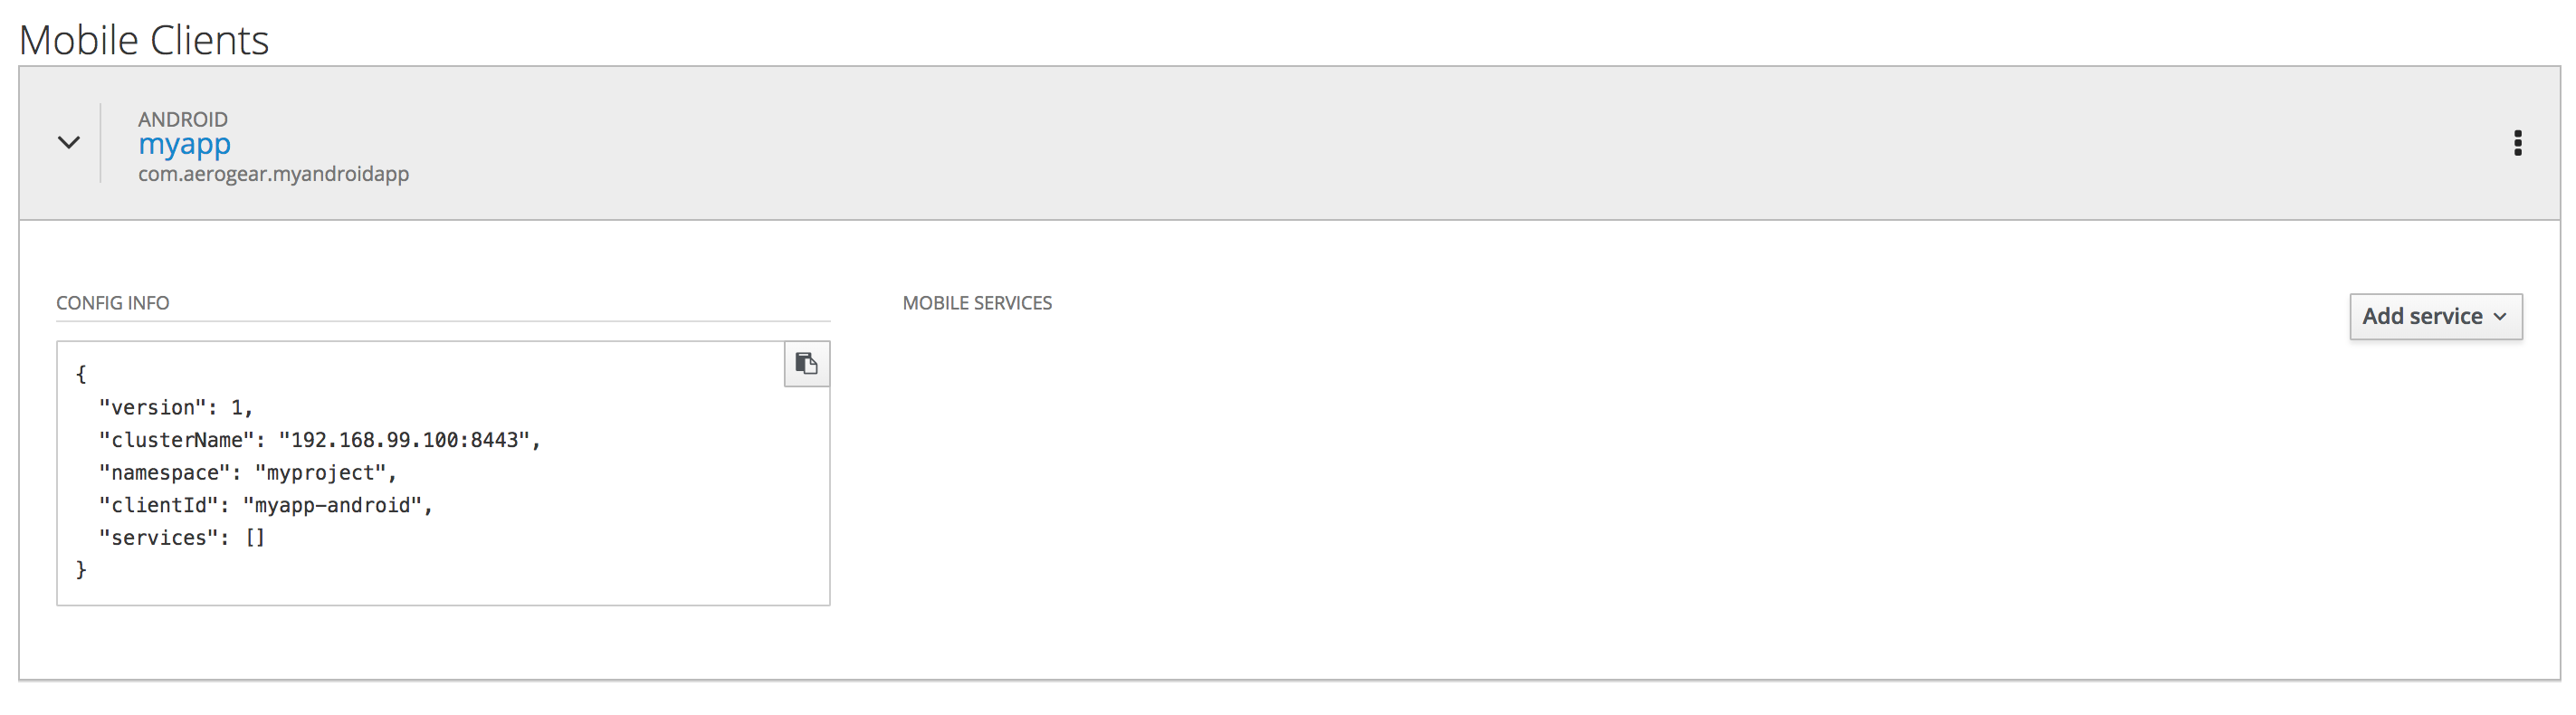 Mobile Clients
ANDROID
myapp
com.aerogear.myandroidapp
CONFIG INFO
{
  "version": 1,
  "clusterName": "192.168.99.100:8443",
  "namespace": "myproject",
  "clientId": "myapp-android",
  "services": []
}
MOBILE SERVICES
Add service